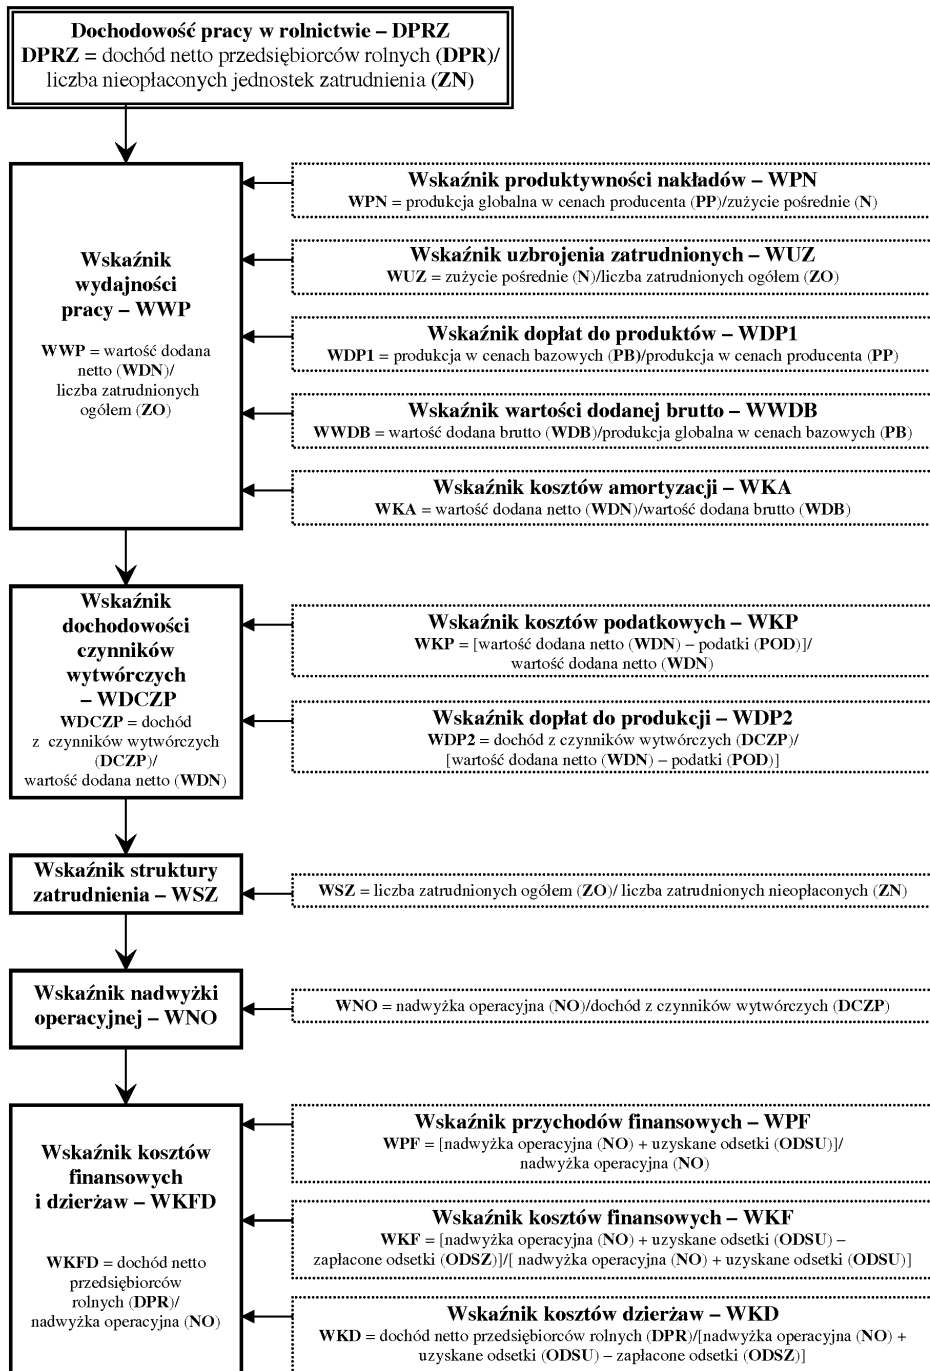 Dochodowość pracy w rolnictwie – DPRZ
DPRZ = dochód netto przedsiębiorców rolnych (DPR)/
liczba nieopłaconych jednostek zatrudnienia (ZN)
Wskaźnik
wydajności
pracy – WWP
WWP = wartość dodana
netto (WDN)/
liczba zatrudnionych
ogółem (ZO)
Wskaźnik produktywności nakładów – WPN
WPN = produkcja globalna w cenach producenta (PP)/zużycie pośrednie (N)
Wskaźnik uzbrojenia zatrudnionych – WUZ
WUZ = zużycie pośrednie (N)/liczba zatrudnionych ogółem (ZO)
Wskaźnik dopłat do produktów – WDP1
WDP1 = produkcja w cenach bazowych (PB)/produkcja w cenach producenta (PP)
Wskaźnik wartości dodanej brutto – WWDB
WWDB = wartość dodana brutto (WDB)/produkcja globalna w cenach bazowych (PB)
Wskaźnik kosztów amortyzacji – WKA
WKA = wartość dodana netto (WDN)/wartość dodana brutto (WDB)
Wskaźnik
dochodowości
czynników
wytwórczych
– WDCZP
WDCZP = dochód
z czynników wytwórczych
(DCZP)/
wartość dodana netto (WDN)
Wskaźnik kosztów podatkowych – WKP
WKP = [wartość dodana netto (WDN) – podatki (POD)]/
wartość dodana netto (WDN)
Wskaźnik dopłat do produkcji – WDP2
WDP2 = dochód z czynników wytwórczych (DCZP)/
[wartość dodana netto (WDN) – podatki (POD)]
Wskaźnik struktury
zatrudnienia – WSZ
WSZ = liczba zatrudnionych ogółem (ZO)/ liczba zatrudnionych nieopłaconych (ZN)
Wskaźnik nadwyżki
operacyjnej – WNO
WNO = nadwyżka operacyjna (NO)/dochód z czynników wytwórczych (DCZP)
Wskaźnik kosztów
finansowych
i dzierżaw – WKFD
WKFD = dochód netto
przedsiębiorców
rolnych (DPR)/
nadwyżka operacyjna (NO)
Wskaźnik przychodów finansowych – WPF
WPF = [nadwyżka operacyjna (NO) + uzyskane odsetki (ODSU)]/
nadwyżka operacyjna (NO)
Wskaźnik kosztów finansowych – WKF
WKF = [nadwyżka operacyjna (NO) + uzyskane odsetki (ODSU) –
zapłacone odsetki (ODSZ)]/[ nadwyżka operacyjna (NO) + uzyskane odsetki (ODSU)]
Wskaźnik kosztów dzierżaw – WKD
WKD = dochód netto przedsiębiorców rolnych (DPR)/[nadwyżka operacyjna (NO) +
uzyskane odsetki (ODSU) – zapłacone odsetki (ODSZ)]